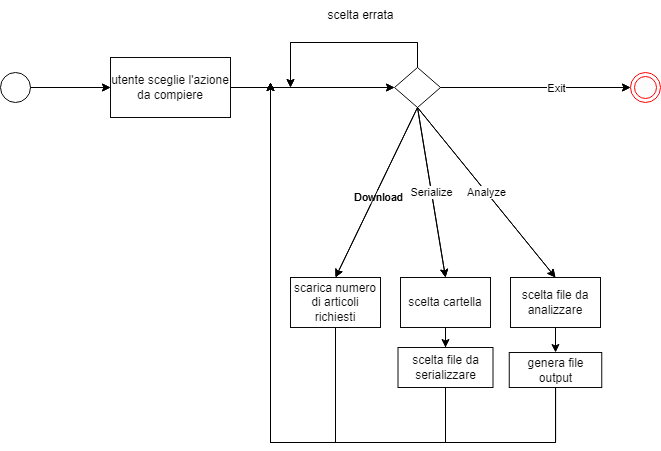 scelta errata
utente sceglie l'azione
da compiere
Exit
Download
Serialize
Analyze
scarica numero
di articoli
richiesti
scelta cartella
scelta file da
analizzare
scelta file da
serializzare
genera file
output